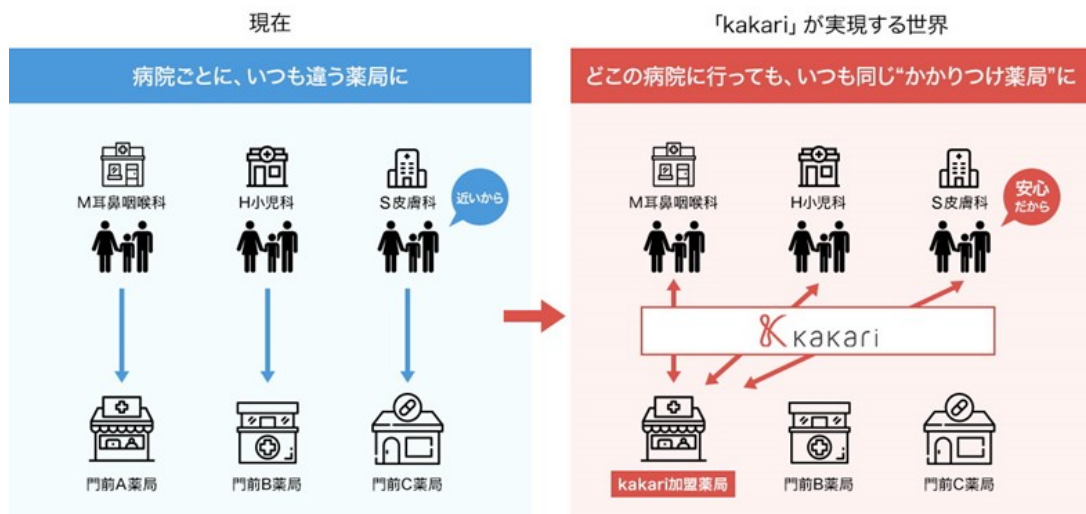 現在
病院ごとに、いつも違う薬局に
M耳鼻咽喉科
H小児科
S皮膚科
近いから
門前A薬局
門前B薬局
門前C薬局
「kakari」が実現する世界
どこの病院に行っても、いつも同じ“かかりつけ薬局”に
M耳鼻咽喉科
H小児科
S皮膚科
安心
だから
kakari
kakari加盟薬局
門前B薬局
門前C薬局